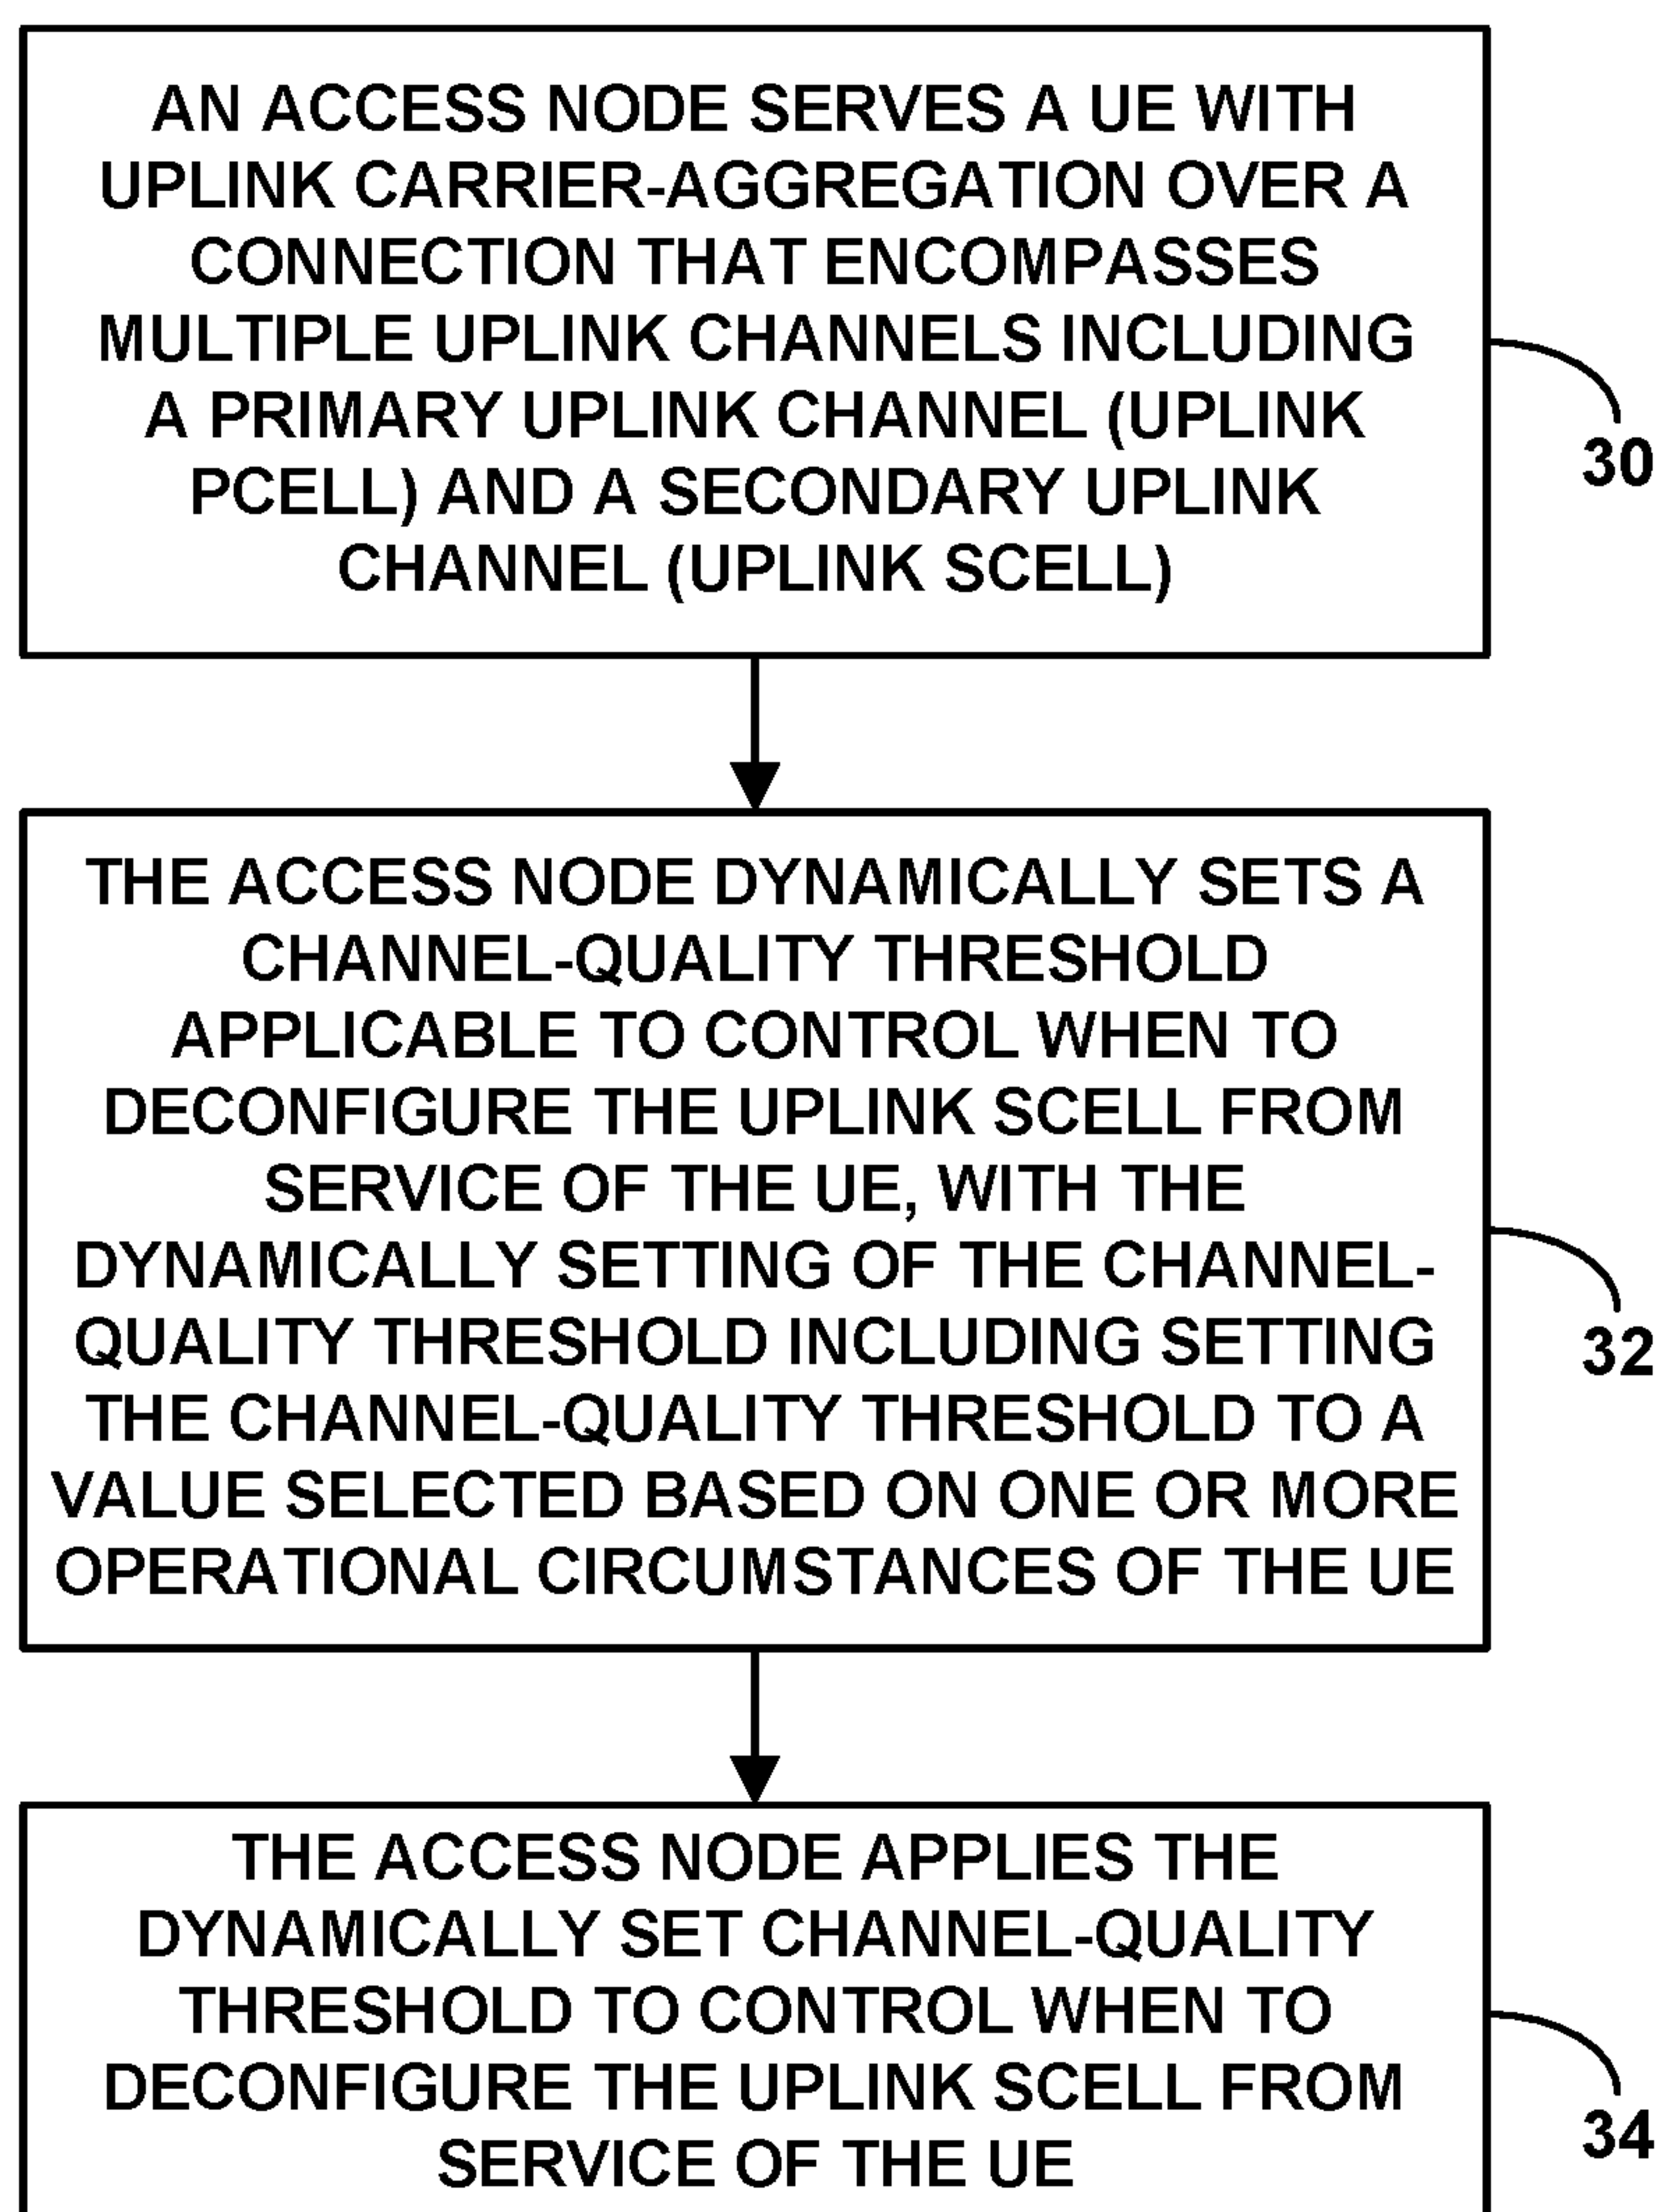 AN ACCESS NODE SERVES A UE WITH
UPLINK CARRIER-AGGREGATION OVER A
CONNECTION THAT ENCOMPASSES
MULTIPLE UPLINK CHANNELS INCLUDING
A PRIMARY UPLINK CHANNEL (UPLINK
PCELL) AND A SECONDARY UPLINK
CHANNEL (UPLINK SCELL)
30
THE ACCESS NODE DYNAMICALLY SETS A
CHANNEL-QUALITY THRESHOLD
APPLICABLE TO CONTROL WHEN TO
DECONFIGURE THE UPLINK SCELL FROM
SERVICE OF THE UE, WITH THE
DYNAMICALLY SETTING OF THE CHANNEL-
QUALITY THRESHOLD INCLUDING SETTING
THE CHANNEL-QUALITY THRESHOLD TO A
VALUE SELECTED BASED ON ONE OR MORE
OPERATIONAL CIRCUMSTANCES OF THE UE
32
THE ACCESS NODE APPLIES THE
DYNAMICALLY SET CHANNEL-QUALITY
THRESHOLD TO CONTROL WHEN TO
DECONFIGURE THE UPLINK SCELL FROM
SERVICE OF THE UE
34